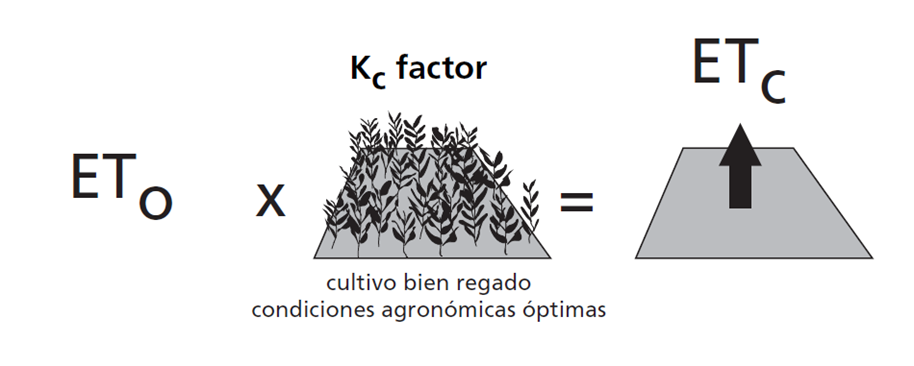 ETo
x
Kc factor
cultivo bien regado
condiciones agronómicas óptimas
=
ETc